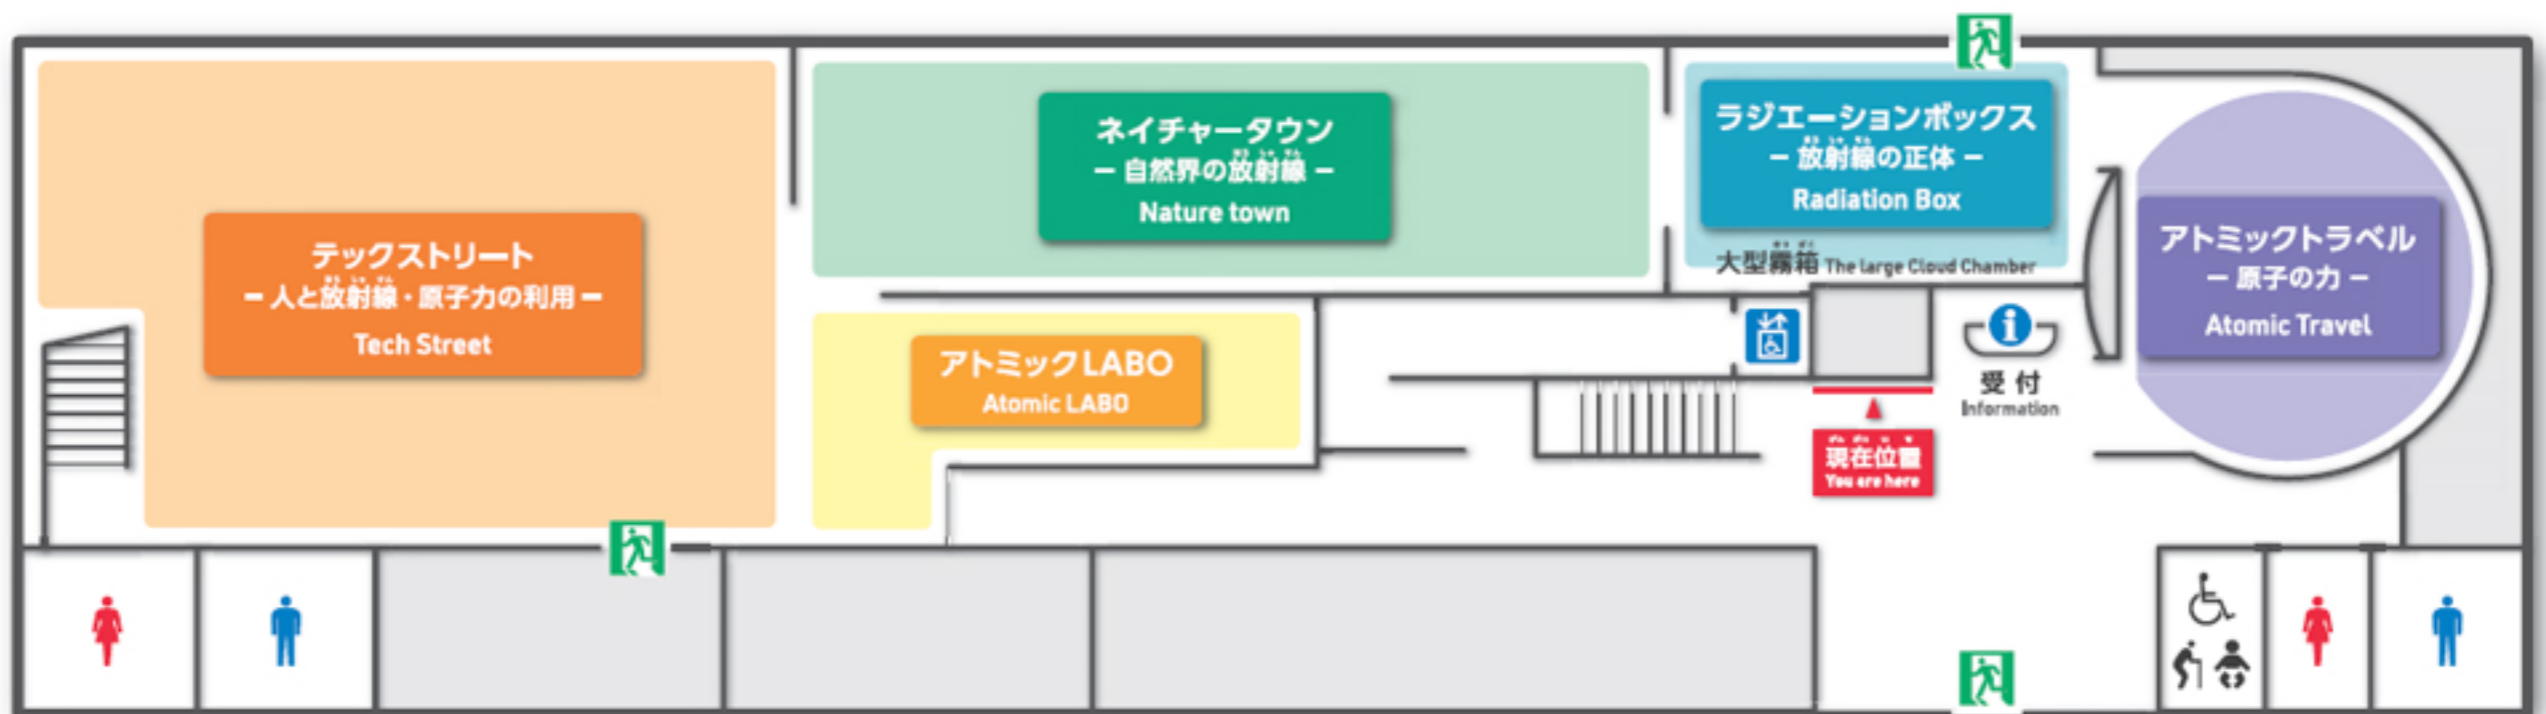 テックストリート
ー 人と放射線・原子力の利用 ー
Tech Street
ネイチャータウン
ー 自然界の放射線 ー
Nature town
アトミックLABO
Atomic LABO
ラジエーションボックス
ー 放射線の正体 ー
Radiation Box
大型霧箱 The large Cloud Chamber
受付
Information
現在位置
You are here
アトミックトラベル
ー 原子の力 ー
Atomic Travel